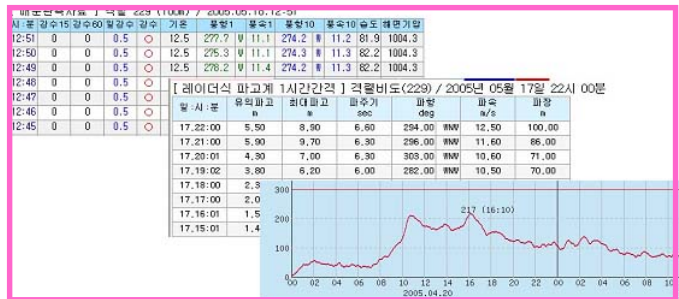 격렬 229 (100m) / 2005.05.18.12-51
시:분 강수15 강수60 일강수 강수 기온 풍향1 풍속1 풍향10 풍속10 습도 해면기압
12:51 0 0 0.5 ○ 12.5 277.7 W 11.1 274.2 W 11.2 81.9 1004.3
12:50 0 0 0.5 ○ 12.5 275.3 W 11.1 274.3 W 11.3 82.2 1004.3
12:49 0 0 0.5 ○ 12.5 278.2 W 11.4 274.2 W 11.3 82.2 1004.3
12:48 0 0 0.5 ○
12:47 0 0 0.5 ○
12:46 0 0 0.5 ○
12:45 0 0 0.5 ○
[ 레이더식 파고계 1시간간격 ] 격렬비도(229) / 2005년 05월 17일 22시 00분
일:시:분 유의파고 최대파고 파주기 파향 파속 파장
m m sec deg m/s m
17.22:00 5.50 8.90 6.60 294.00 WNW 12.50 100.00
17.21:00 5.90 9.70 6.30 296.00 WNW 11.60 86.00
17.20:01 4.30 7.00 6.30 303.00 WNW 10.60 71.00
17.19:02 3.80 6.20 6.00 282.00 WNW 10.50 70.00
17.18:00 2.3
17.17:00 2.0
17.16:01 1.5
17.15:01 1.4
300
217 (16:10)
200
100
0
00 02 04 06 08 10 12 14 16 18 20 22 00 02 04 06 08 10
2005.04.20